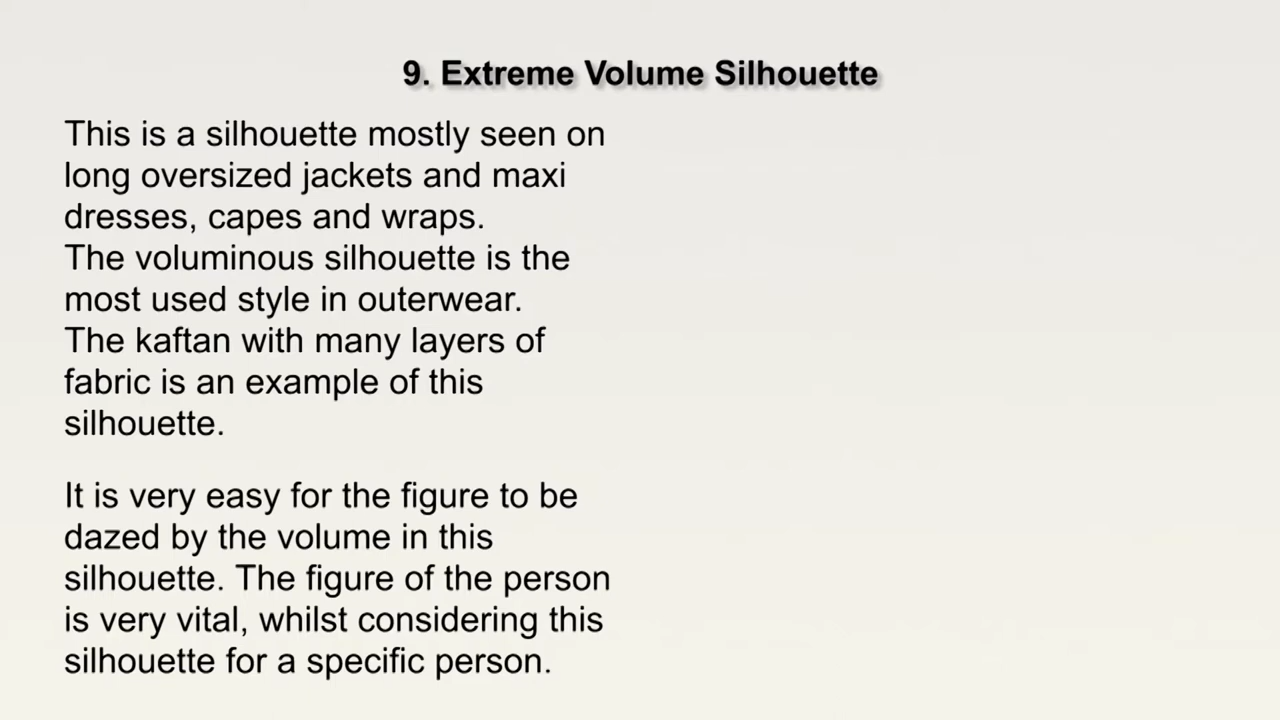 9. Extreme Volume Silhouette
This is a silhouette mostly seen on
long oversized jackets and maxi
dresses, capes and wraps.
The voluminous silhouette is the
most used style in outerwear.
The kaftan with many layers of
fabric is an example of this
silhouette.
It is very easy for the figure to be
dazed by the volume in this
silhouette. The figure of the person
is very vital, whilst considering this
silhouette for a specific person.